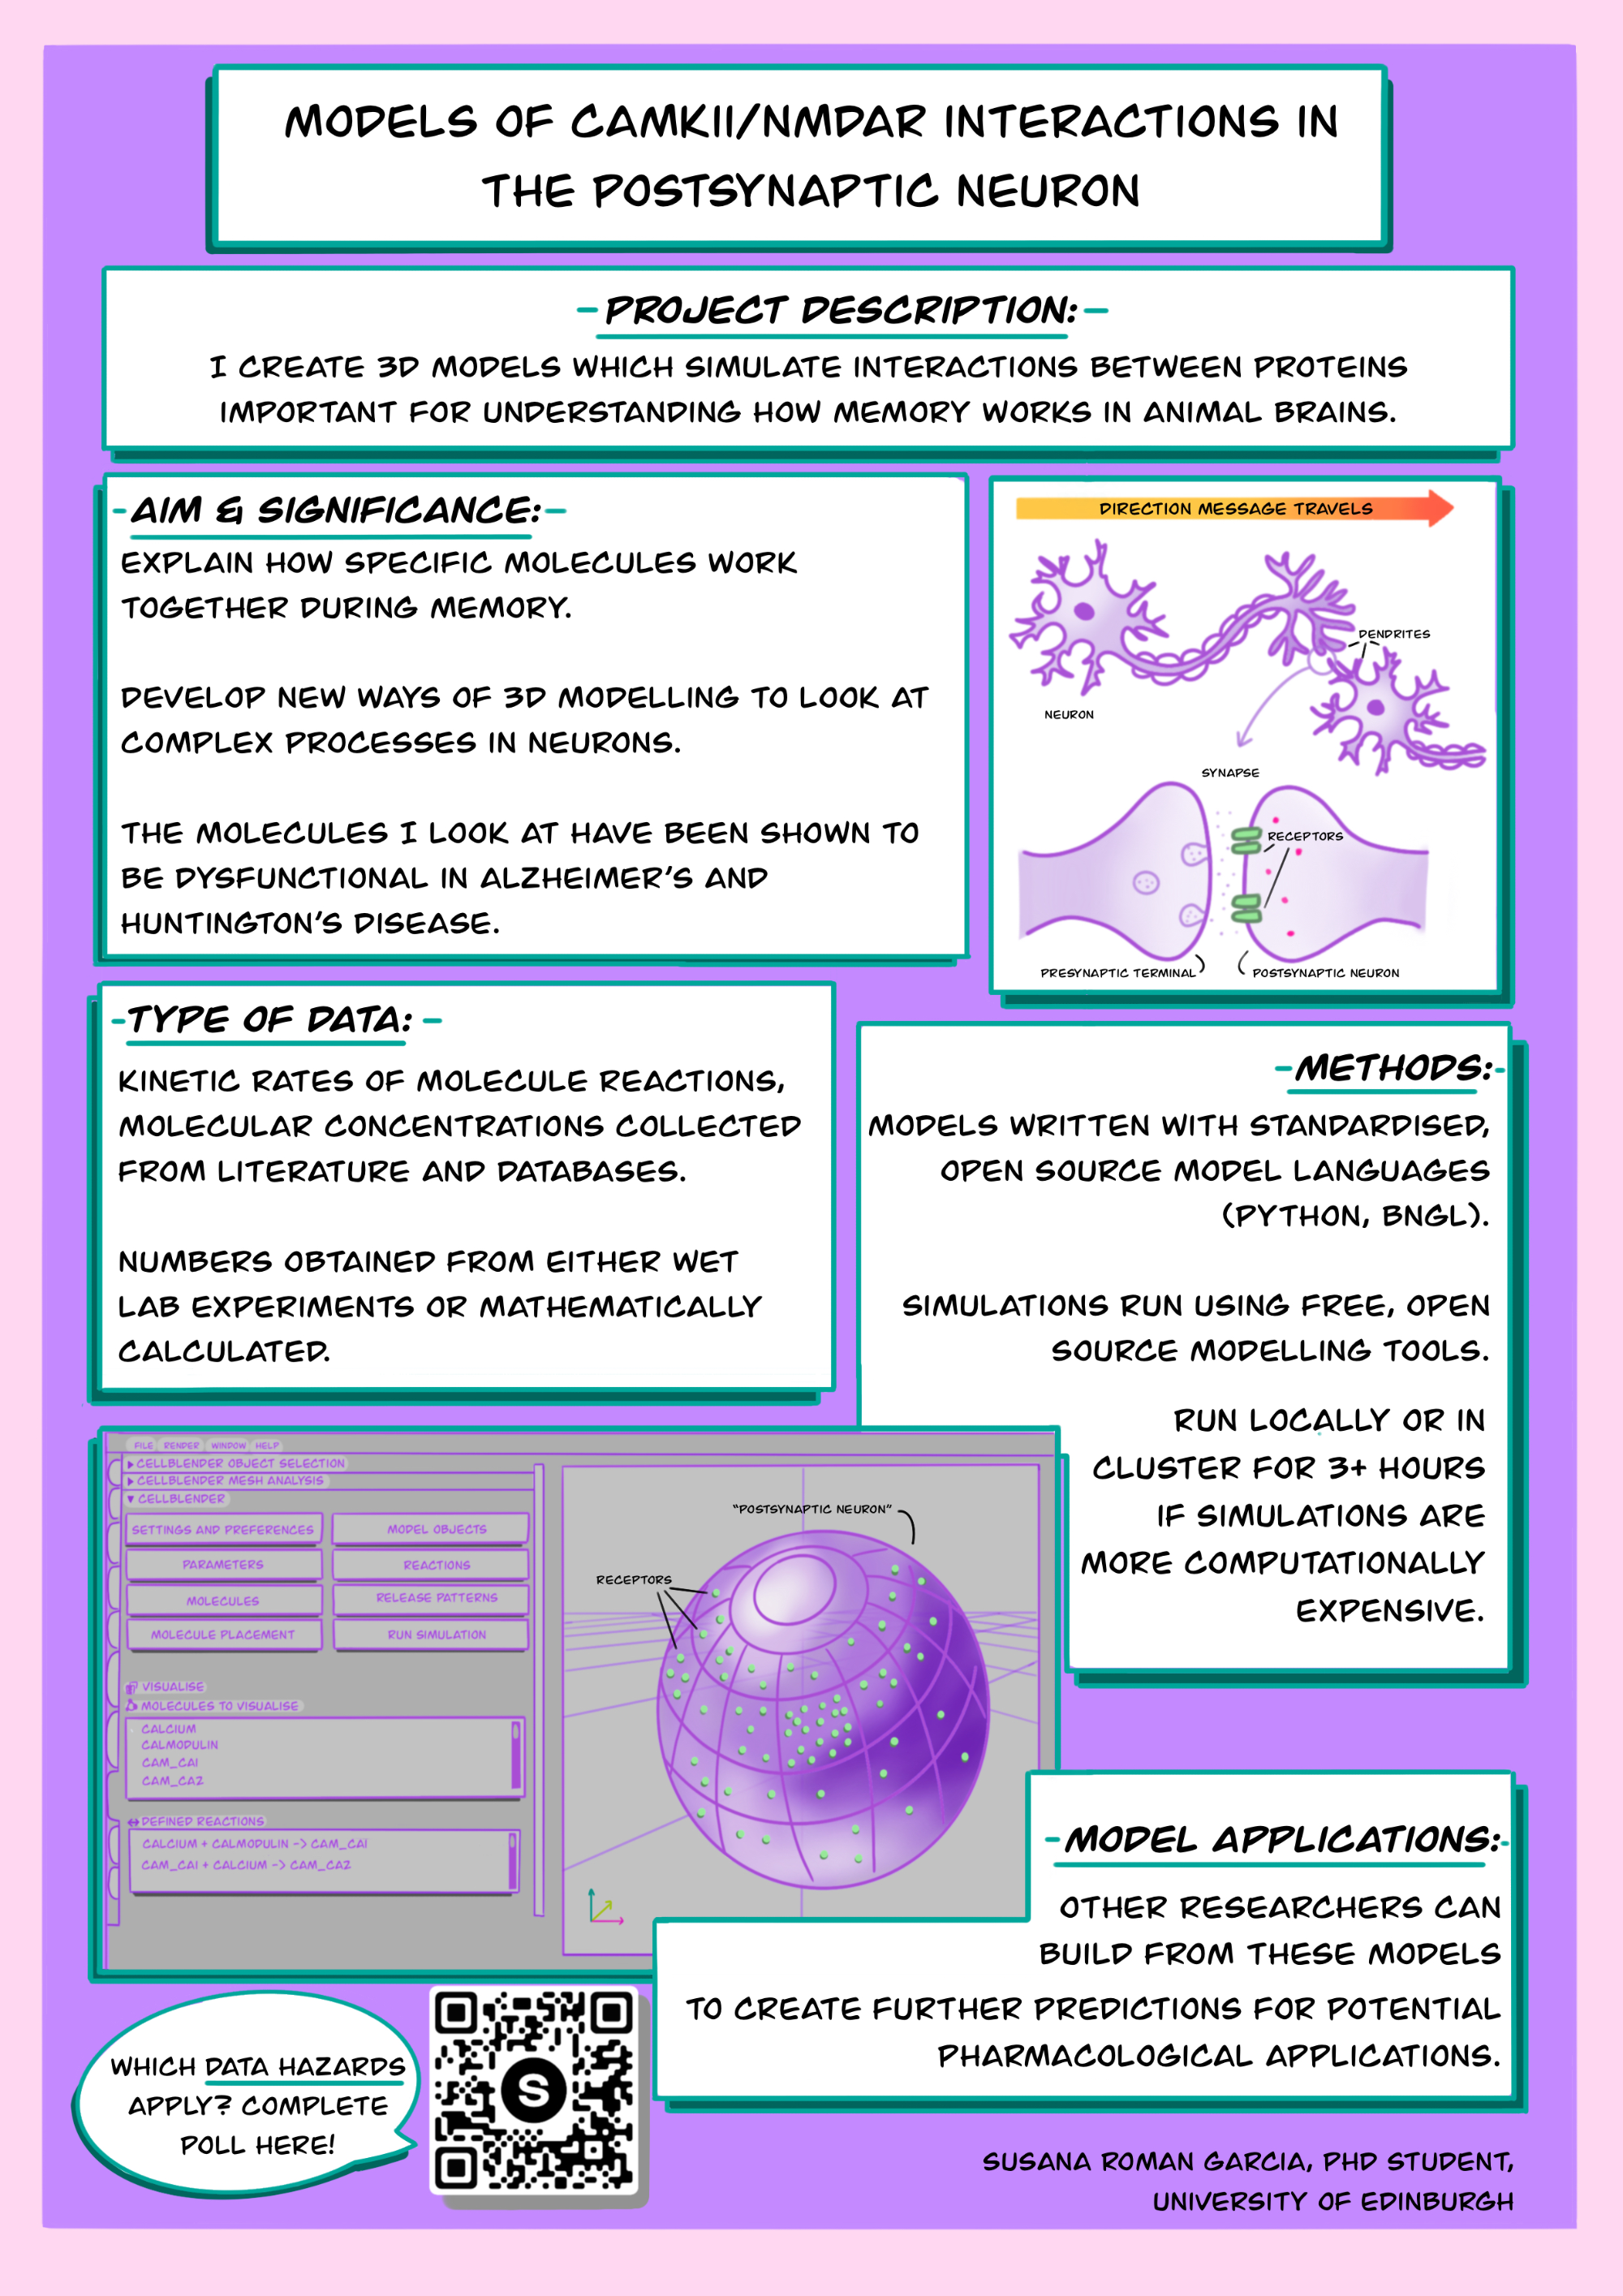 MODELS OF CAMKII/NMDAR INTERACTIONS IN
THE POSTSYNAPTIC NEURON
-PROJECT DESCRIPTION:-
I CREATE 3D MODELS WHICH SIMULATE INTERACTIONS BETWEEN PROTEINS
IMPORTANT FOR UNDERSTANDING HOW MEMORY WORKS IN ANIMAL BRAINS.
-AIM & SIGNIFICANCE:-
EXPLAIN HOW SPECIFIC MOLECULES WORK
TOGETHER DURING MEMORY.
DEVELOP NEW WAYS OF 3D MODELLING TO LOOK AT
COMPLEX PROCESSES IN NEURONS.
THE MOLECULES I LOOK AT HAVE BEEN SHOWN TO
BE DYSFUNCTIONAL IN ALZHEIMER'S AND
HUNTINGTON'S DISEASE.
DIRECTION MESSAGE TRAVELS
DENDRITES
NEURON
SYNAPSE
RECEPTORS
PRESYNAPTIC TERMINAL
POSTSYNAPTIC NEURON
-TYPE OF DATA: -
KINETIC RATES OF MOLECULE REACTIONS,
MOLECULAR CONCENTRATIONS COLLECTED
FROM LITERATURE AND DATABASES.
NUMBERS OBTAINED FROM EITHER WET
LAB EXPERIMENTS OR MATHEMATICALLY
CALCULATED.
-METHODS:-
MODELS WRITTEN WITH STANDARDISED,
OPEN SOURCE MODEL LANGUAGES
(PYTHON, BNGL).
SIMULATIONS RUN USING FREE, OPEN
SOURCE MODELLING TOOLS.
RUN LOCALLY OR IN
CLUSTER FOR 3+ HOURS
IF SIMULATIONS ARE
MORE COMPUTATIONALLY
EXPENSIVE.
FILE RENDER WINDOW HELP
CELLBLENDER OBJECT SELECTION
CELLBLENDER MESH ANALYSIS
CELLBLENDER
SETTINGS AND PREFERENCES
MODEL OBJECTS
PARAMETERS
REACTIONS
MOLECULES
RELEASE PATTERNS
MOLECULE PLACEMENT
RUN SIMULATION
VISUALISE
MOLECULES TO VISUALISE
CALCIUM
CALMODULIN
CAM_CA1
CAM_CA2
DEFINED REACTIONS
CALCIUM + CALMODULIN -> CAM_CA1
CAM_CA1 + CALCIUM -> CAM_CA2
"POSTSYNAPTIC NEURON"
RECEPTORS
-MODEL APPLICATIONS:-
OTHER RESEARCHERS CAN
BUILD FROM THESE MODELS
TO CREATE FURTHER PREDICTIONS FOR POTENTIAL
PHARMACOLOGICAL APPLICATIONS.
WHICH DATA HAZARDS
APPLY? COMPLETE
POLL HERE!
S
SUSANA ROMAN GARCIA, PHD STUDENT,
UNIVERSITY OF EDINBURGH